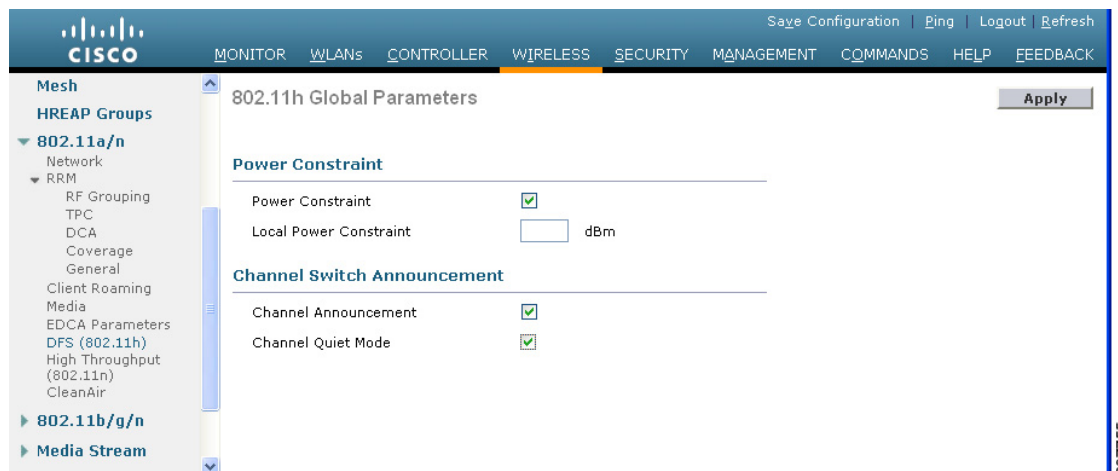 Save Configuration | Ping | Logout | Refresh
CISCO
MONITOR WLANs CONTROLLER WIRELESS SECURITY MANAGEMENT COMMANDS HELP FEEDBACK
Mesh
HREAP Groups
802.11a/n
Network
RRM
RF Grouping
TPC
DCA
Coverage
General
Client Roaming
Media
EDCA Parameters
DFS (802.11h)
High Throughput
(802.11n)
CleanAir
802.11b/g/n
Media Stream
802.11h Global Parameters
Apply
Power Constraint
Power Constraint
Local Power Constraint dBm
Channel Switch Announcement
Channel Announcement
Channel Quiet Mode